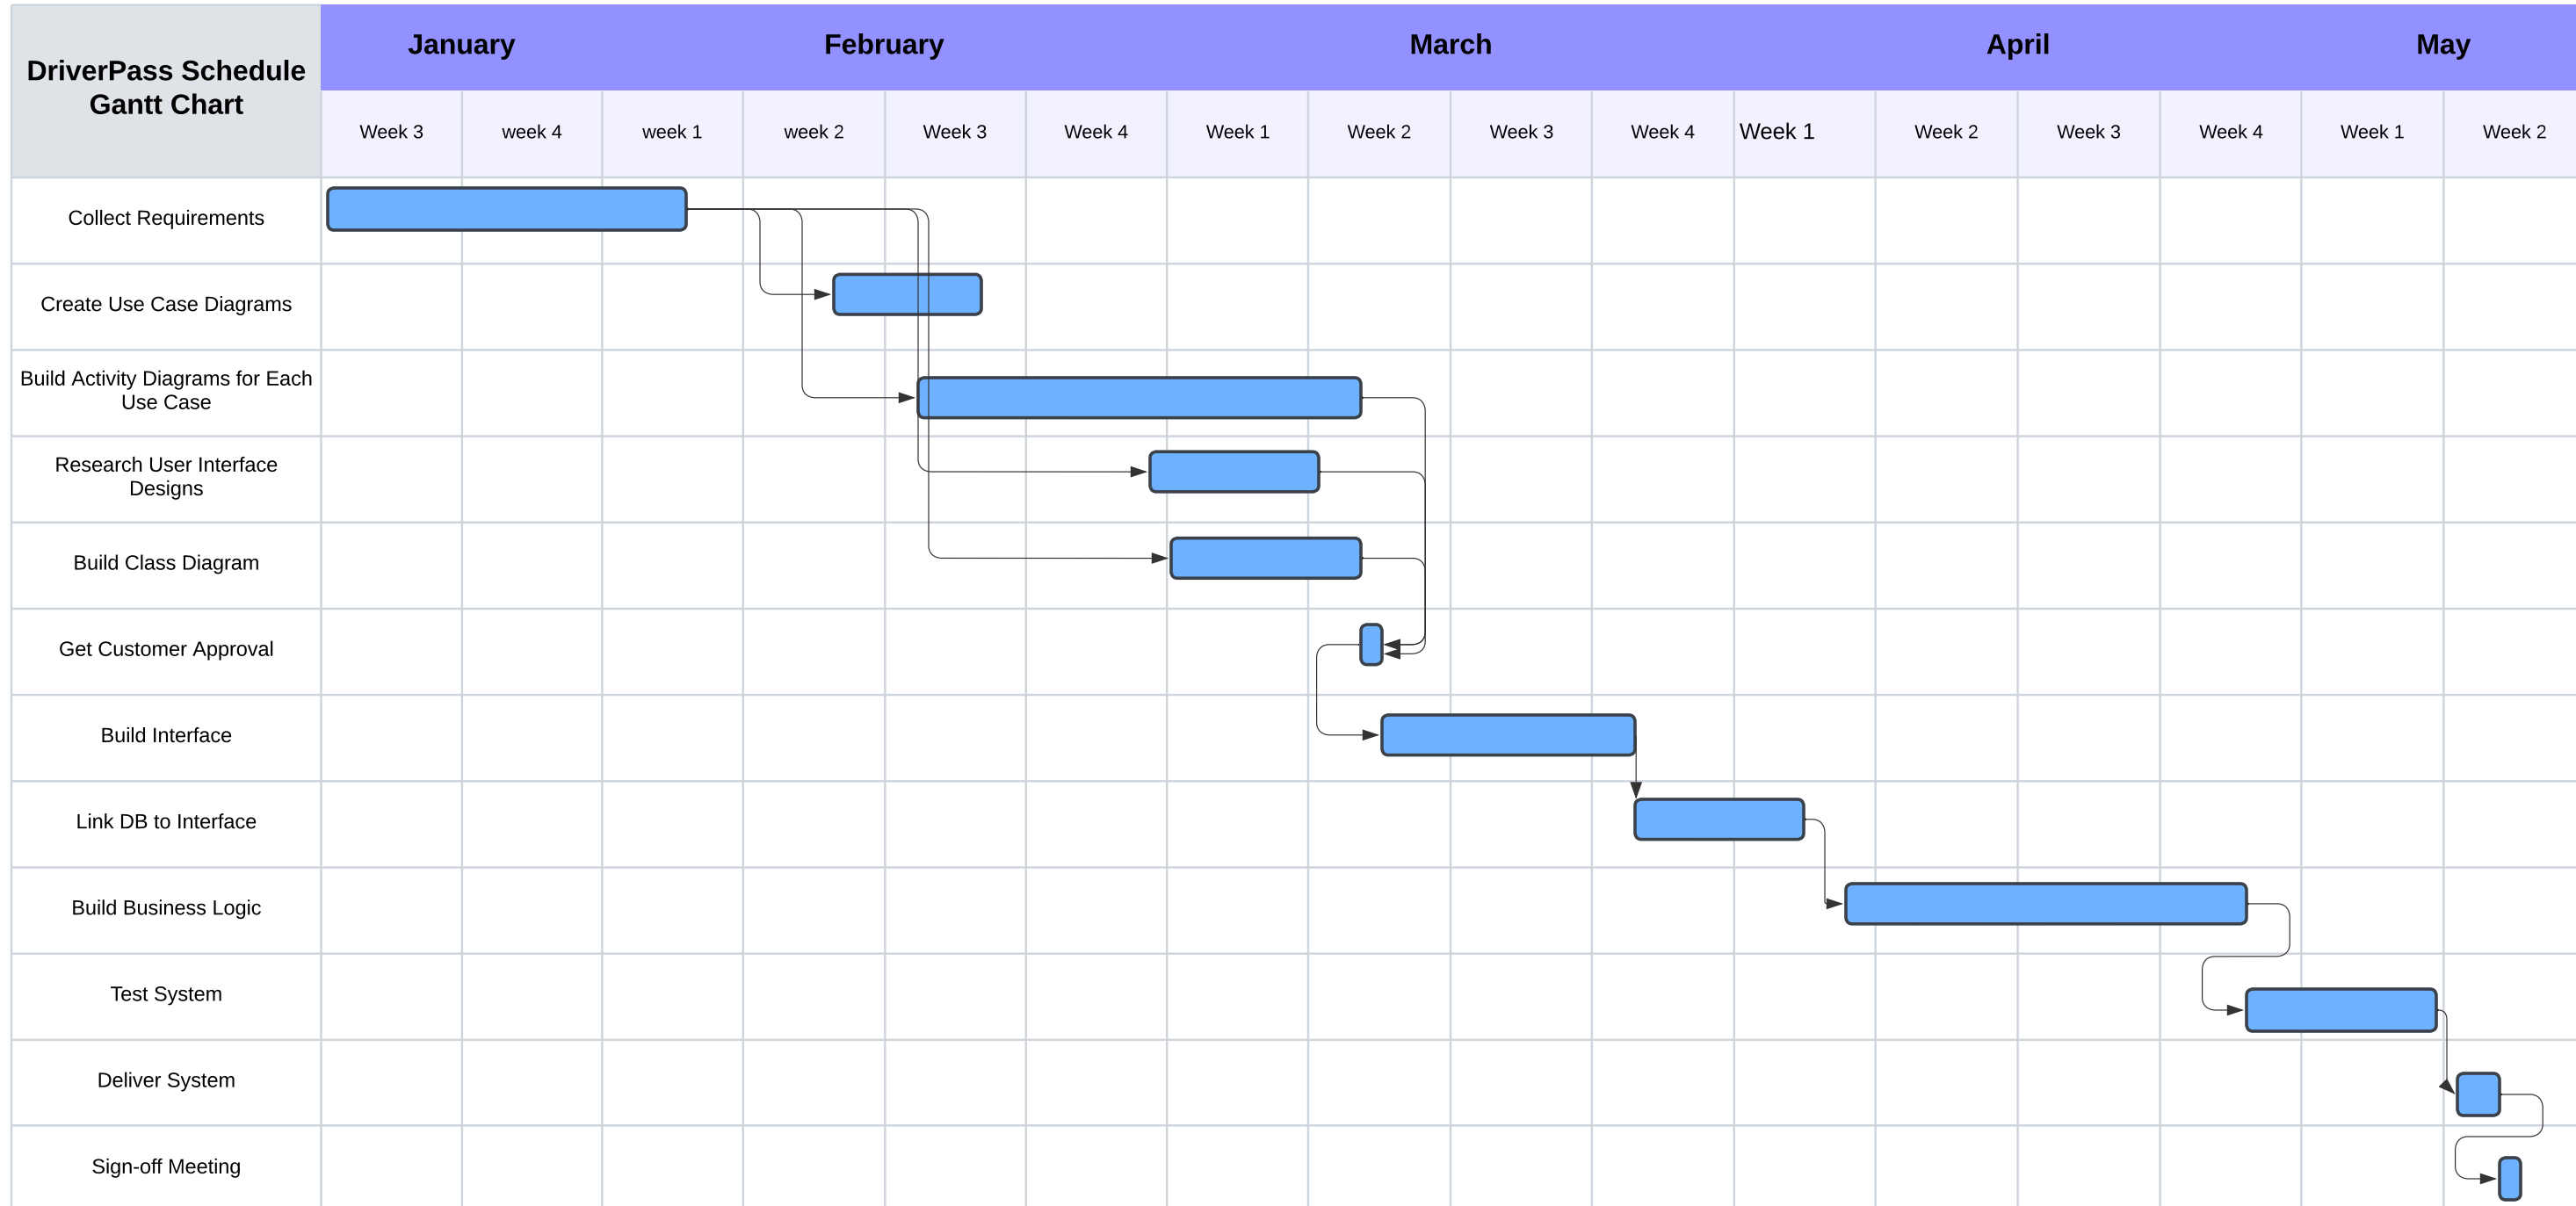 DriverPass Schedule
Gantt Chart
January
February
March
April
May
Week 3
week 4
week 1
week 2
Week 3
Week 4
Week 1
Week 2
Week 3
Week 4
Week 1
Week 2
Week 3
Week 4
Week 1
Week 2
Collect Requirements
Create Use Case Diagrams
Build Activity Diagrams for Each
Use Case
Research User Interface
Designs
Build Class Diagram
Get Customer Approval
Build Interface
Link DB to Interface
Build Business Logic
Test System
Deliver System
Sign-off Meeting